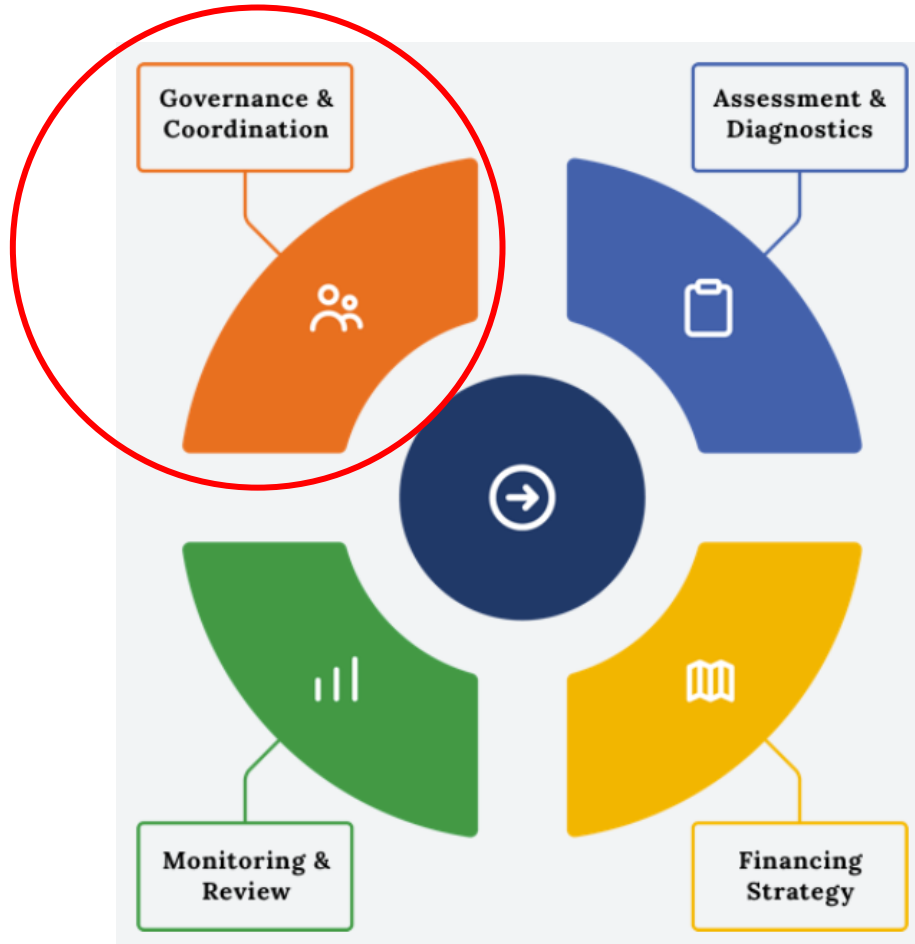 Governance &
Coordination
Assessment &
Diagnostics
Monitoring &
Review
Financing
Strategy